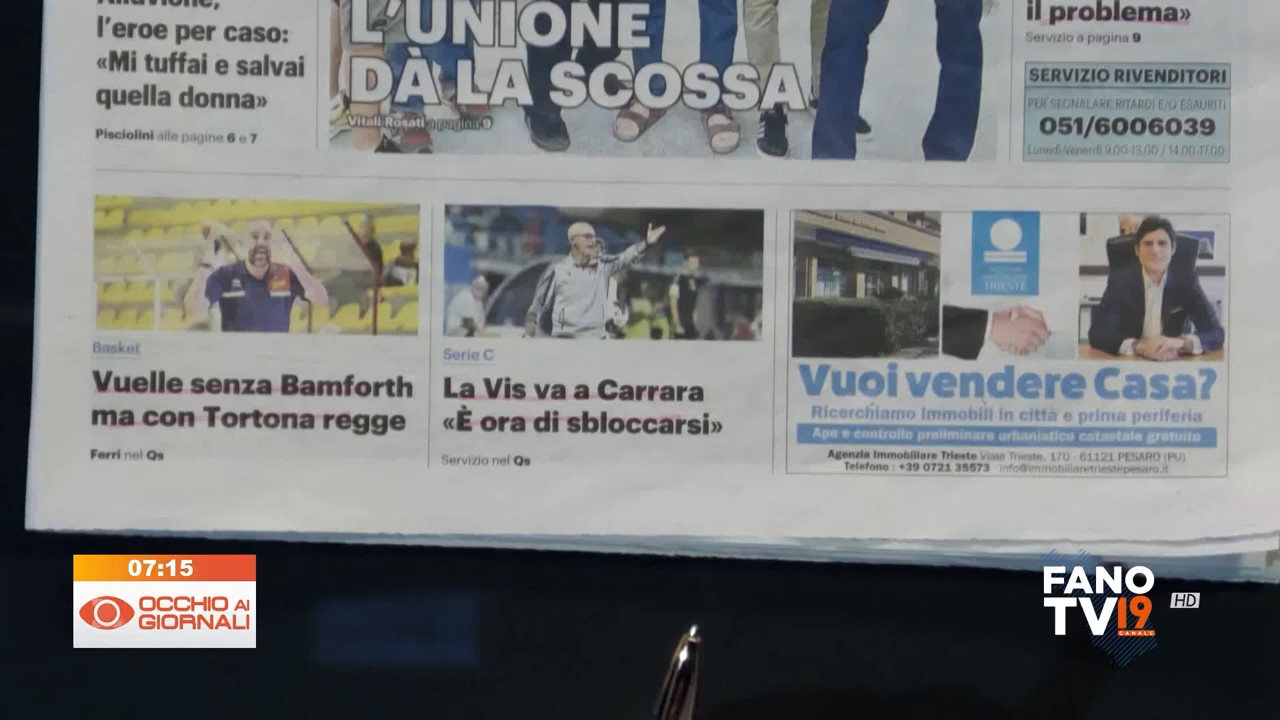 l'eroe per caso:
«Mi tuffai e salvai
quella donna»
Pisciolini alle pagine 6 e 7
L'UNIONE
DÀ LA SCOSSA
Vitali Rosati a pagina 9
il problema»
Servizio a pagina 9
SERVIZIO RIVENDITORI
PER SEGNALARE RITARDI E/O ESAURITI
051/6006039
Lunedì-Venerdì 9.00-13.00 / 14.00-17.00
Basket
Vuelle senza Bamforth
ma con Tortona regge
Ferri nel Qs
Serie C
La Vis va a Carrara
«È ora di sbloccarsi»
Servizio nel Qs
TRIESTE
Vuoi vendere Casa?
Ricerchiamo Immobili in città e prima periferia
Ape e controllo preliminare urbanistico catastale gratuito
Agenzia Immobiliare Trieste Viale Trieste, 170 - 61121 PESARO (PU)
Telefono : +39 0721 35573 info@immobiliaretriestepesaro.it
07:15
OCCHIO AI
GIORNALI
FANO
TV19
CANALE
HD